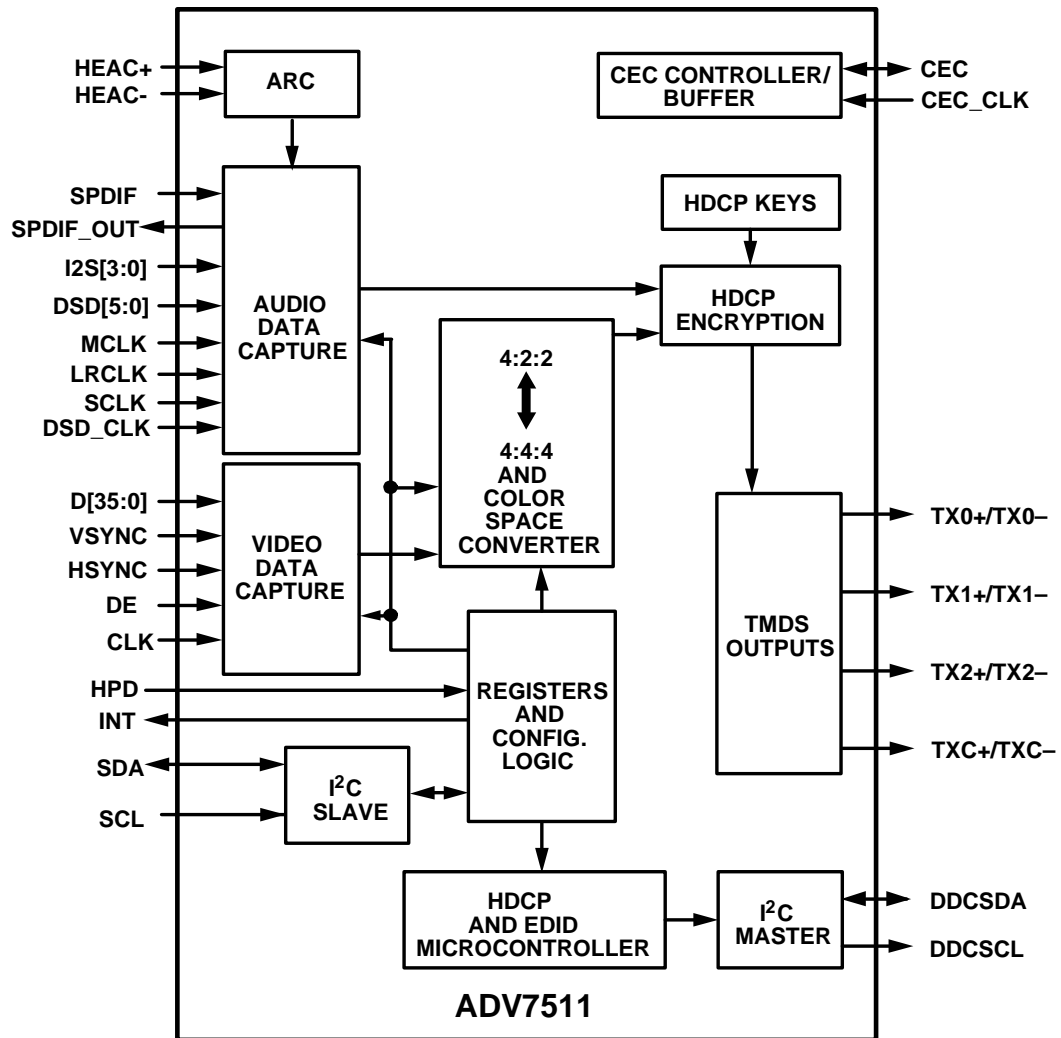 HEAC+
HEAC-
ARC
CEC CONTROLLER/
BUFFER
CEC
CEC_CLK
SPDIF
SPDIF_OUT
I2S[3:0]
DSD[5:0]
MCLK
LRCLK
SCLK
DSD_CLK
AUDIO
DATA
CAPTURE
HDCP KEYS
HDCP
ENCRYPTION
4:2:2
4:4:4
AND
COLOR
SPACE
CONVERTER
D[35:0]
VSYNC
HSYNC
DE
CLK
VIDEO
DATA
CAPTURE
TMDS
OUTPUTS
TX0+/TX0–
TX1+/TX1–
TX2+/TX2–
TXC+/TXC–
HPD
INT
SDA
SCL
REGISTERS
AND
CONFIG.
LOGIC
I²C
SLAVE
HDCP
AND EDID
MICROCONTROLLER
I²C
MASTER
DDCSDA
DDCSCL
ADV7511